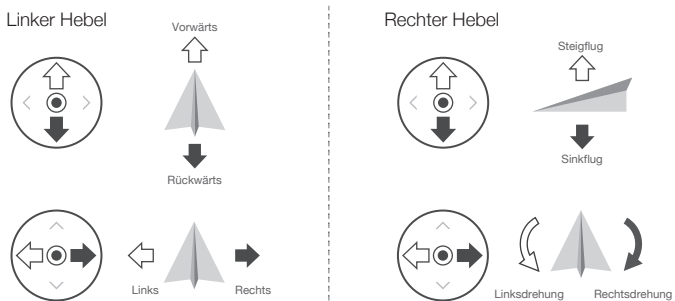 Linker Hebel
Vorwärts
Rückwärts
Links
Rechts
Rechter Hebel
Steigflug
Sinkflug
Linksdrehung
Rechtsdrehung